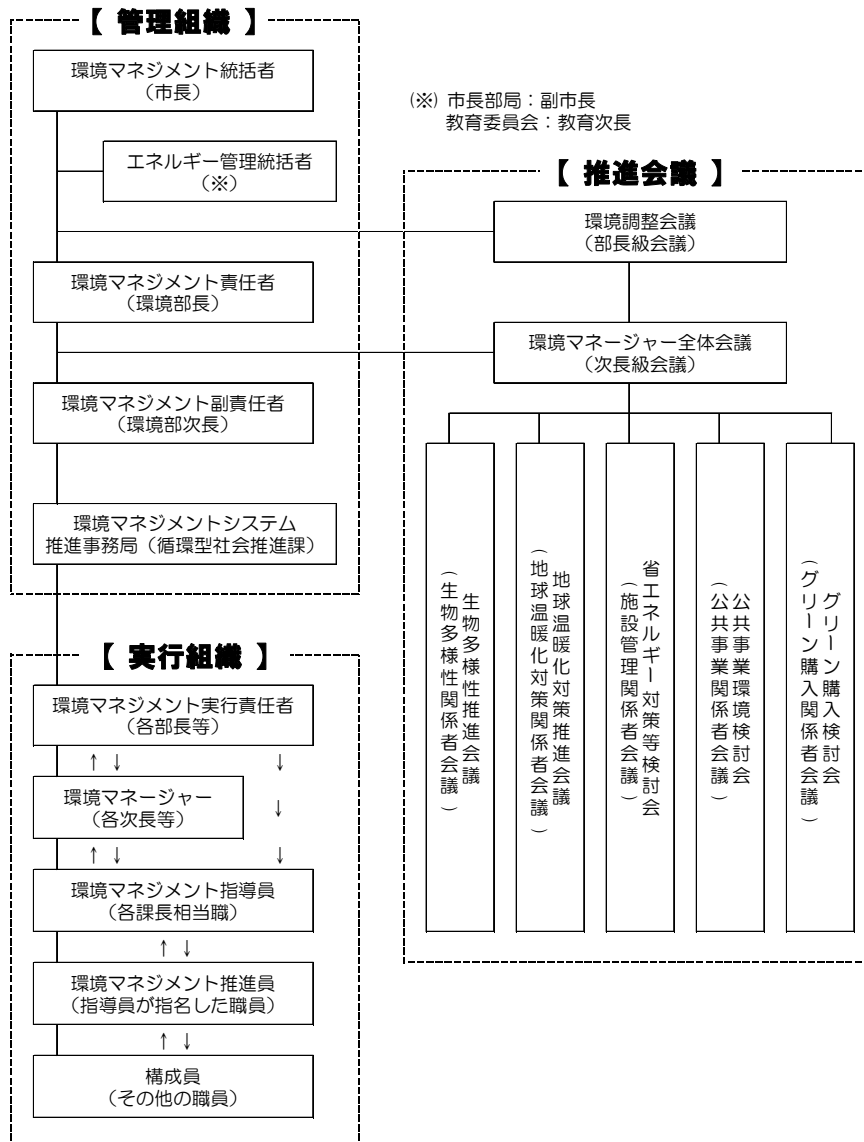 【 管理組織 】
環境マネジメント統括者
（市長）
エネルギー管理統括者
（※）
環境マネジメント責任者
（環境部長）
環境マネジメント副責任者
（環境部次長）
環境マネジメントシステム
推進事務局（循環型社会推進課）
(※) 市長部局：副市長
教育委員会：教育次長
【 推進会議 】
環境調整会議
（部長級会議）
環境マネージャー全体会議
（次長級会議）
生物多様性推進会議
（生物多様性関係者会議）
地球温暖化対策推進会議
（地球温暖化対策関係者会議）
省エネルギー対策等検討会
（施設管理関係者会議）
公共事業環境検討会
（公共事業関係者会議）
グリーン購入検討会
（グリーン購入関係者会議）
【 実行組織 】
環境マネジメント実行責任者
（各部長等）
↑ ↓ ↓
環境マネージャー
（各次長等）
↓
↑ ↓ ↓
環境マネジメント指導員
（各課長相当職）
↑ ↓
環境マネジメント推進員
（指導員が指名した職員）
↑ ↓
構成員
（その他の職員）